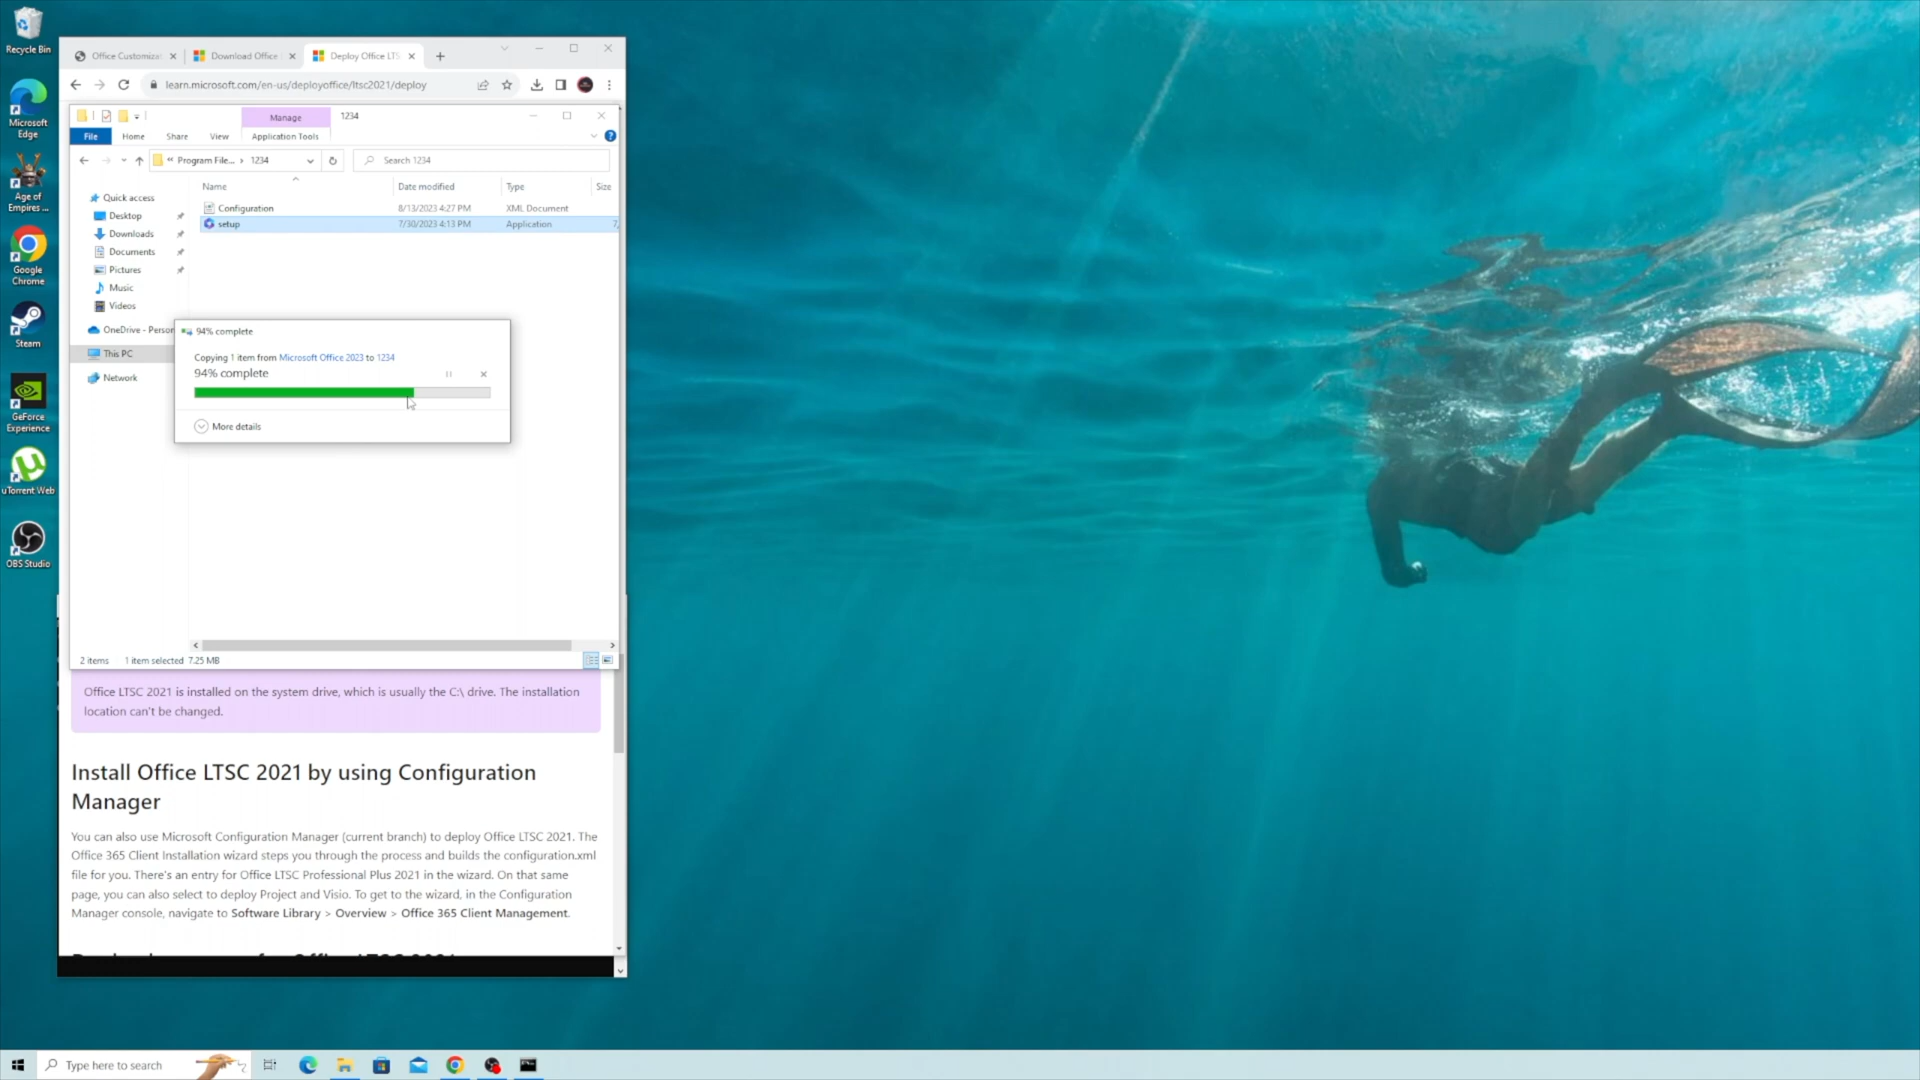 Recycle Bin
Microsoft
Edge
Age of
Empires ...
Google
Chrome
Steam
GeForce
Experience
uTorrent Web
OBS Studio
Office Customiza
Download Office
Deploy Office LTS
learn.microsoft.com/en-us/deployoffice/ltsc2021/deploy
Manage
1234
File
Home
Share
View
Application Tools
« Program File... > 1234
Search 1234
Name
Date modified
Type
Size
Configuration
8/13/2023 4:27 PM
XML Document
setup
7/30/2023 4:13 PM
Application
7,
Quick access
Desktop
Downloads
Documents
Pictures
Music
Videos
OneDrive - Person
This PC
Network
94% complete
Copying 1 item from Microsoft Office 2023 to 1234
94% complete
More details
2 items
1 item selected 7.25 MB
Office LTSC 2021 is installed on the system drive, which is usually the C:\ drive. The installation
location can't be changed.
Install Office LTSC 2021 by using Configuration
Manager
You can also use Microsoft Configuration Manager (current branch) to deploy Office LTSC 2021. The
Office 365 Client Installation wizard steps you through the process and builds the configuration.xml
file for you. There's an entry for Office LTSC Professional Plus 2021 in the wizard. On that same
page, you can also select to deploy Project and Visio. To get to the wizard, in the Configuration
Manager console, navigate to Software Library > Overview > Office 365 Client Management.
Type here to search